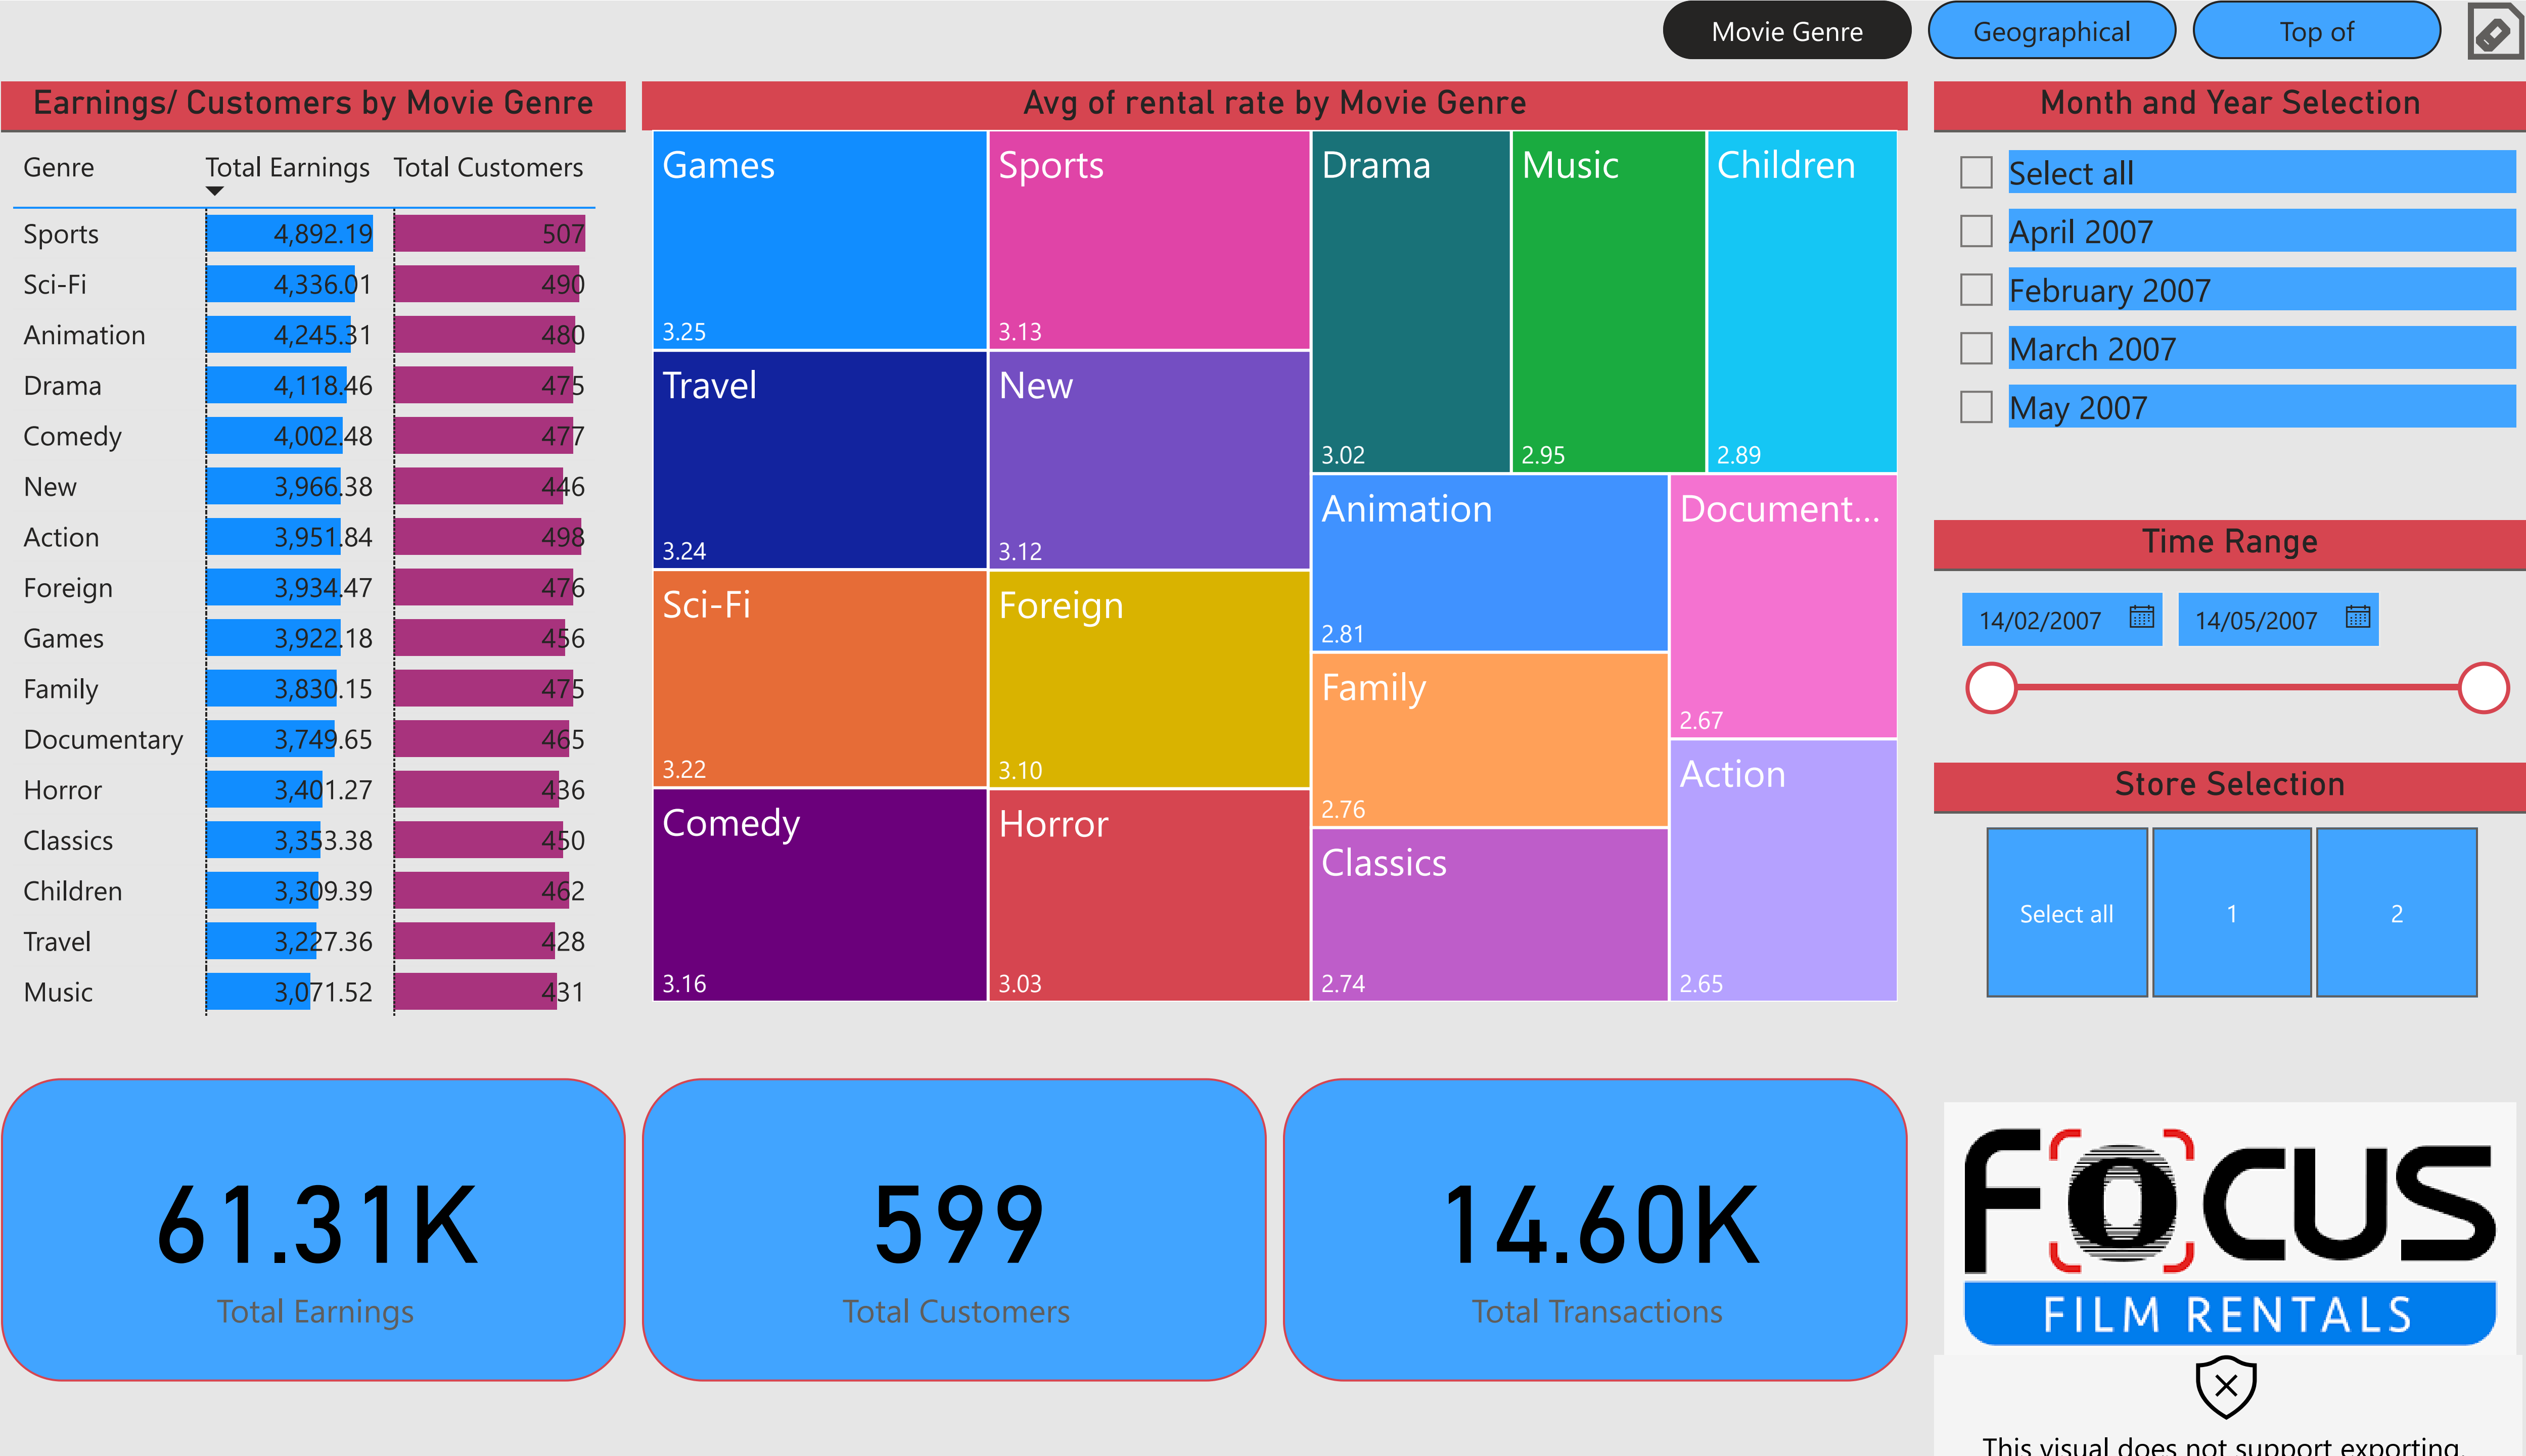 Movie Genre
Geographical
Top of
Earnings/ Customers by Movie Genre
Genre Total Earnings Total Customers
Sports 4,892.19 507
Sci-Fi 4,336.01 490
Animation 4,245.31 480
Drama 4,118.46 475
Comedy 4,002.48 477
New 3,966.38 446
Action 3,951.84 498
Foreign 3,934.47 476
Games 3,922.18 456
Family 3,830.15 475
Documentary 3,749.65 465
Horror 3,401.27 436
Classics 3,353.38 450
Children 3,309.39 462
Travel 3,227.36 428
Music 3,071.52 431
Avg of rental rate by Movie Genre
Games
3.25
Travel
3.24
Sci-Fi
3.22
Comedy
3.16
Sports
3.13
New
3.12
Foreign
3.10
Horror
3.03
Drama
3.02
Music
2.95
Children
2.89
Animation
2.81
Family
2.76
Classics
2.74
Document...
2.67
Action
2.65
Month and Year Selection
Select all
April 2007
February 2007
March 2007
May 2007
Time Range
14/02/2007 14/05/2007
Store Selection
Select all 1 2
61.31K
Total Earnings
599
Total Customers
14.60K
Total Transactions
FOCUS
FILM RENTALS
This visual does not support exporting.